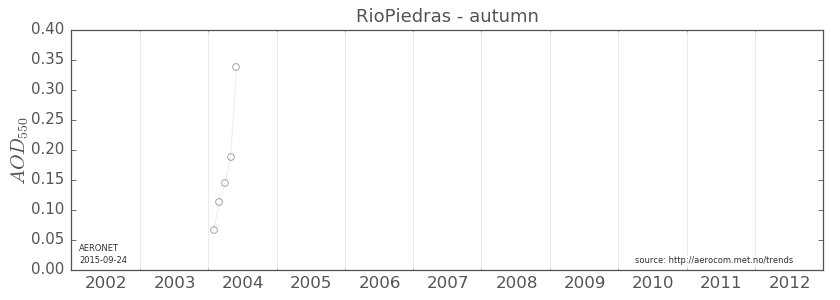 RioPiedras - autumn
0.40
0.35
0.30
0.25
0.20
0.15
0.10
0.05
0.00
AOD550
AERONET
2015-09-24
source: http://aerocom.met.no/trends
2002 2003 2004 2005 2006 2007 2008 2009 2010 2011 2012